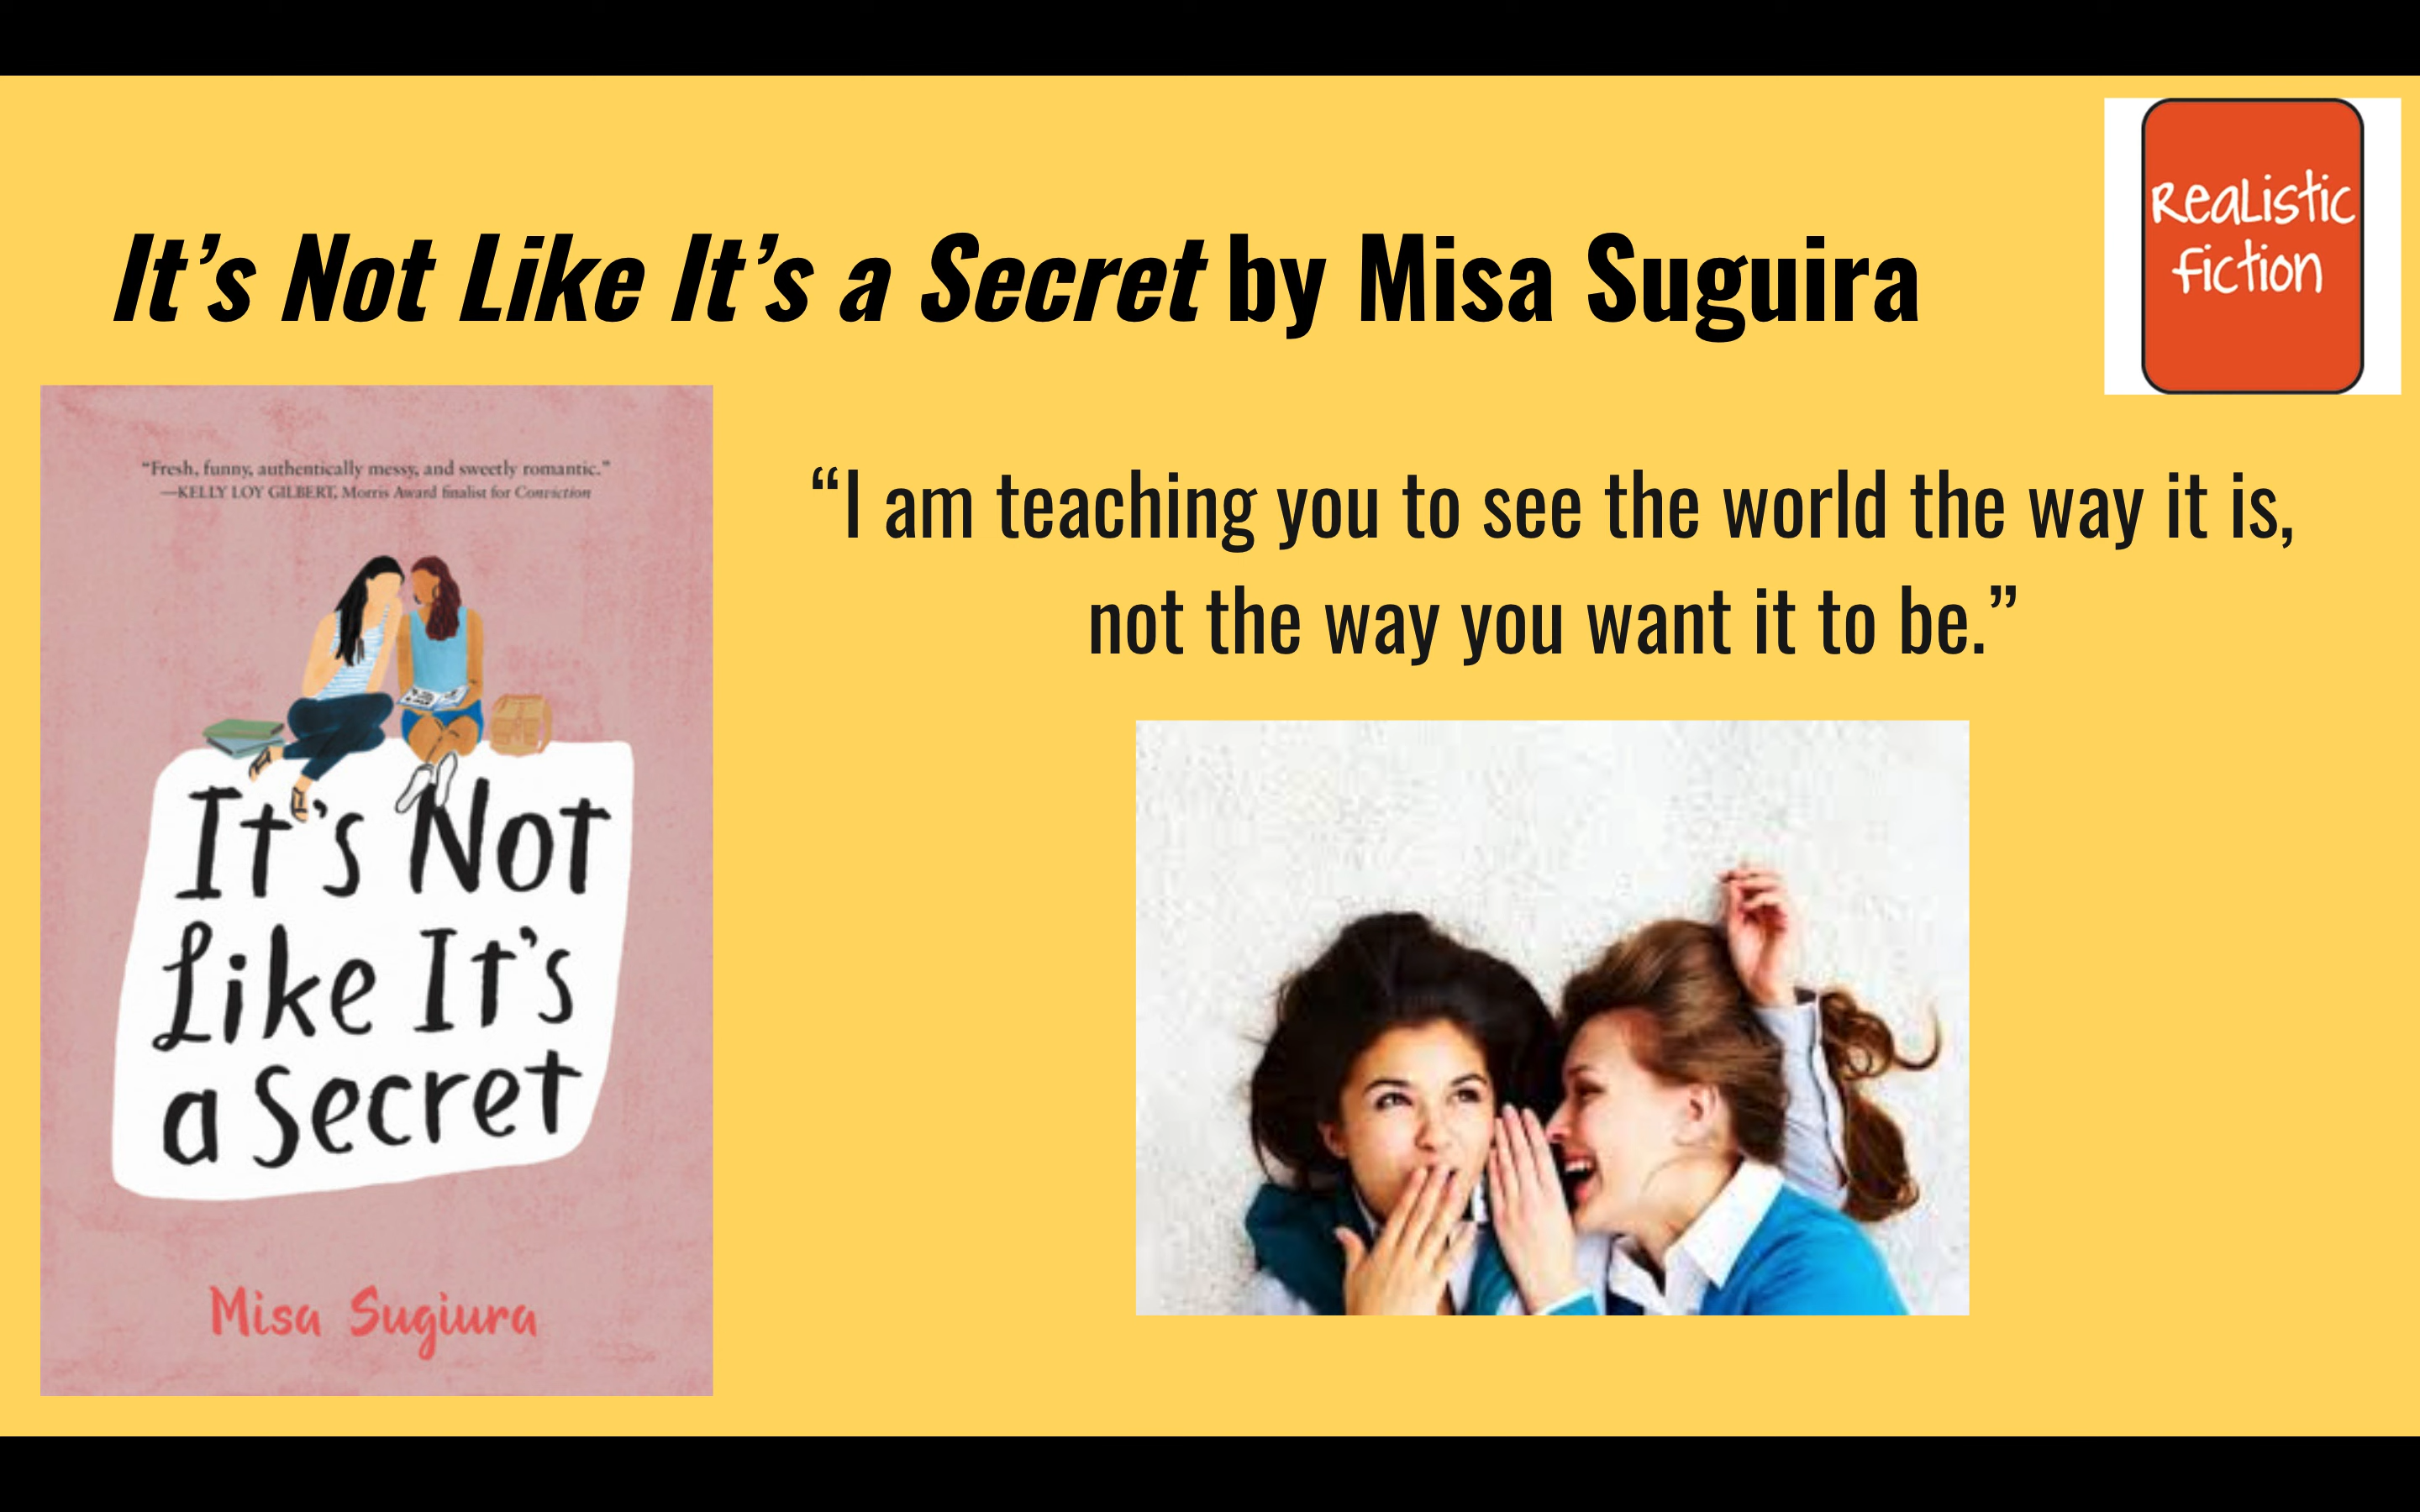 It’s Not Like It’s a Secret by Misa Suguira
Realistic
Fiction
“Fresh, funny, authentically messy, and sweetly romantic.”
—KELLY LOY GILBERT, Morris Award finalist for Conviction
It’s Not
Like It’s
a Secret
Misa Sugiura
“I am teaching you to see the world the way it is,
not the way you want it to be.”